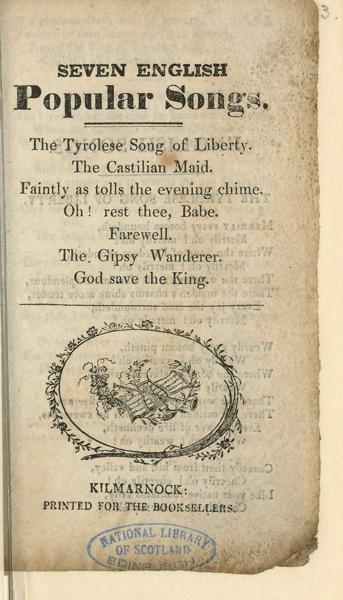 3.
SEVEN ENGLISH
Popular Songs.
The Tyrolese Song of Liberty.
The Castilian Maid.
Faintly as tolls the evening chime.
Oh! rest thee, Babe.
Farewell.
The Gipsy Wanderer.
God save the King.
KILMARNOCK:
PRINTED FOR THE BOOKSELLERS.
NATIONAL LIBRARY
OF SCOTLAND
EDINBURGH